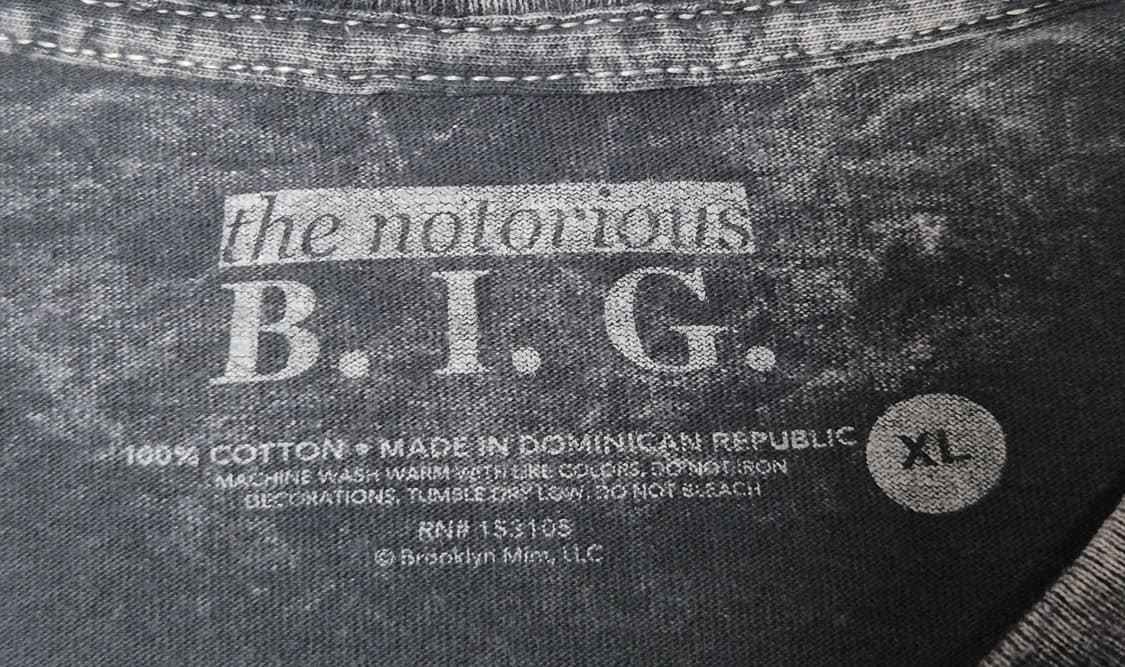 the notorious
B. I. G.
100% COTTON • MADE IN DOMINICAN REPUBLIC
XL
MACHINE WASH WARM WITH LIKE COLORS, DO NOT IRON
DECORATIONS, TUMBLE DRY LOW, DO NOT BLEACH
RN# 153105
© Brooklyn Mint, LLC